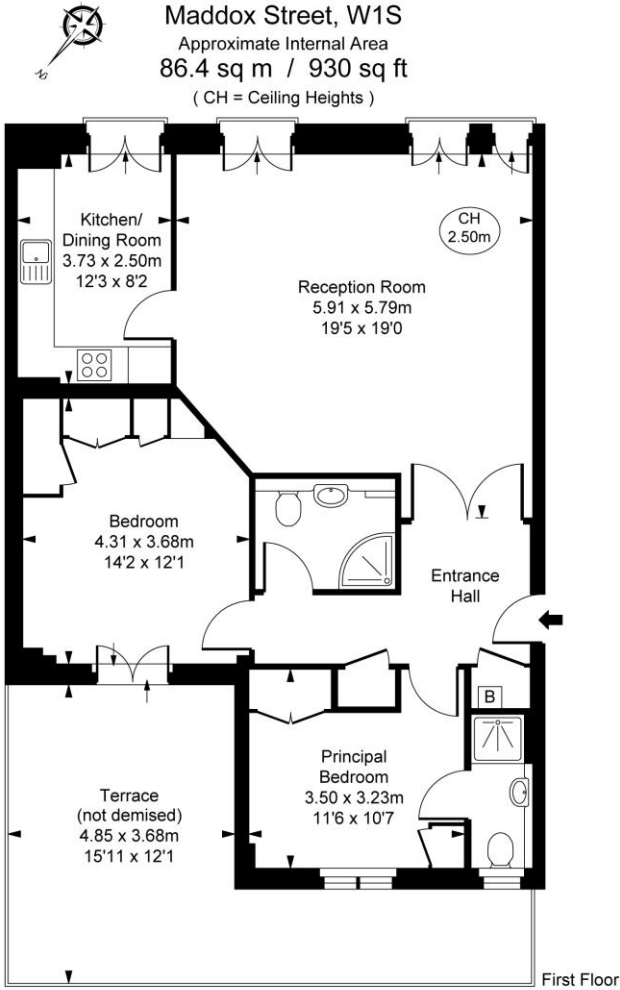 Maddox Street, W1S
Approximate Internal Area
86.4 sq m / 930 sq ft
( CH = Ceiling Heights )
NG
Kitchen/
Dining Room
3.73 x 2.50m
12'3 x 8'2
CH
2.50m
Reception Room
5.91 x 5.79m
19'5 x 19'0
Bedroom
4.31 x 3.68m
14'2 x 12'1
Entrance
Hall
B
Principal
Bedroom
3.50 x 3.23m
11'6 x 10'7
Terrace
(not demised)
4.85 x 3.68m
15'11 x 12'1
First Floor